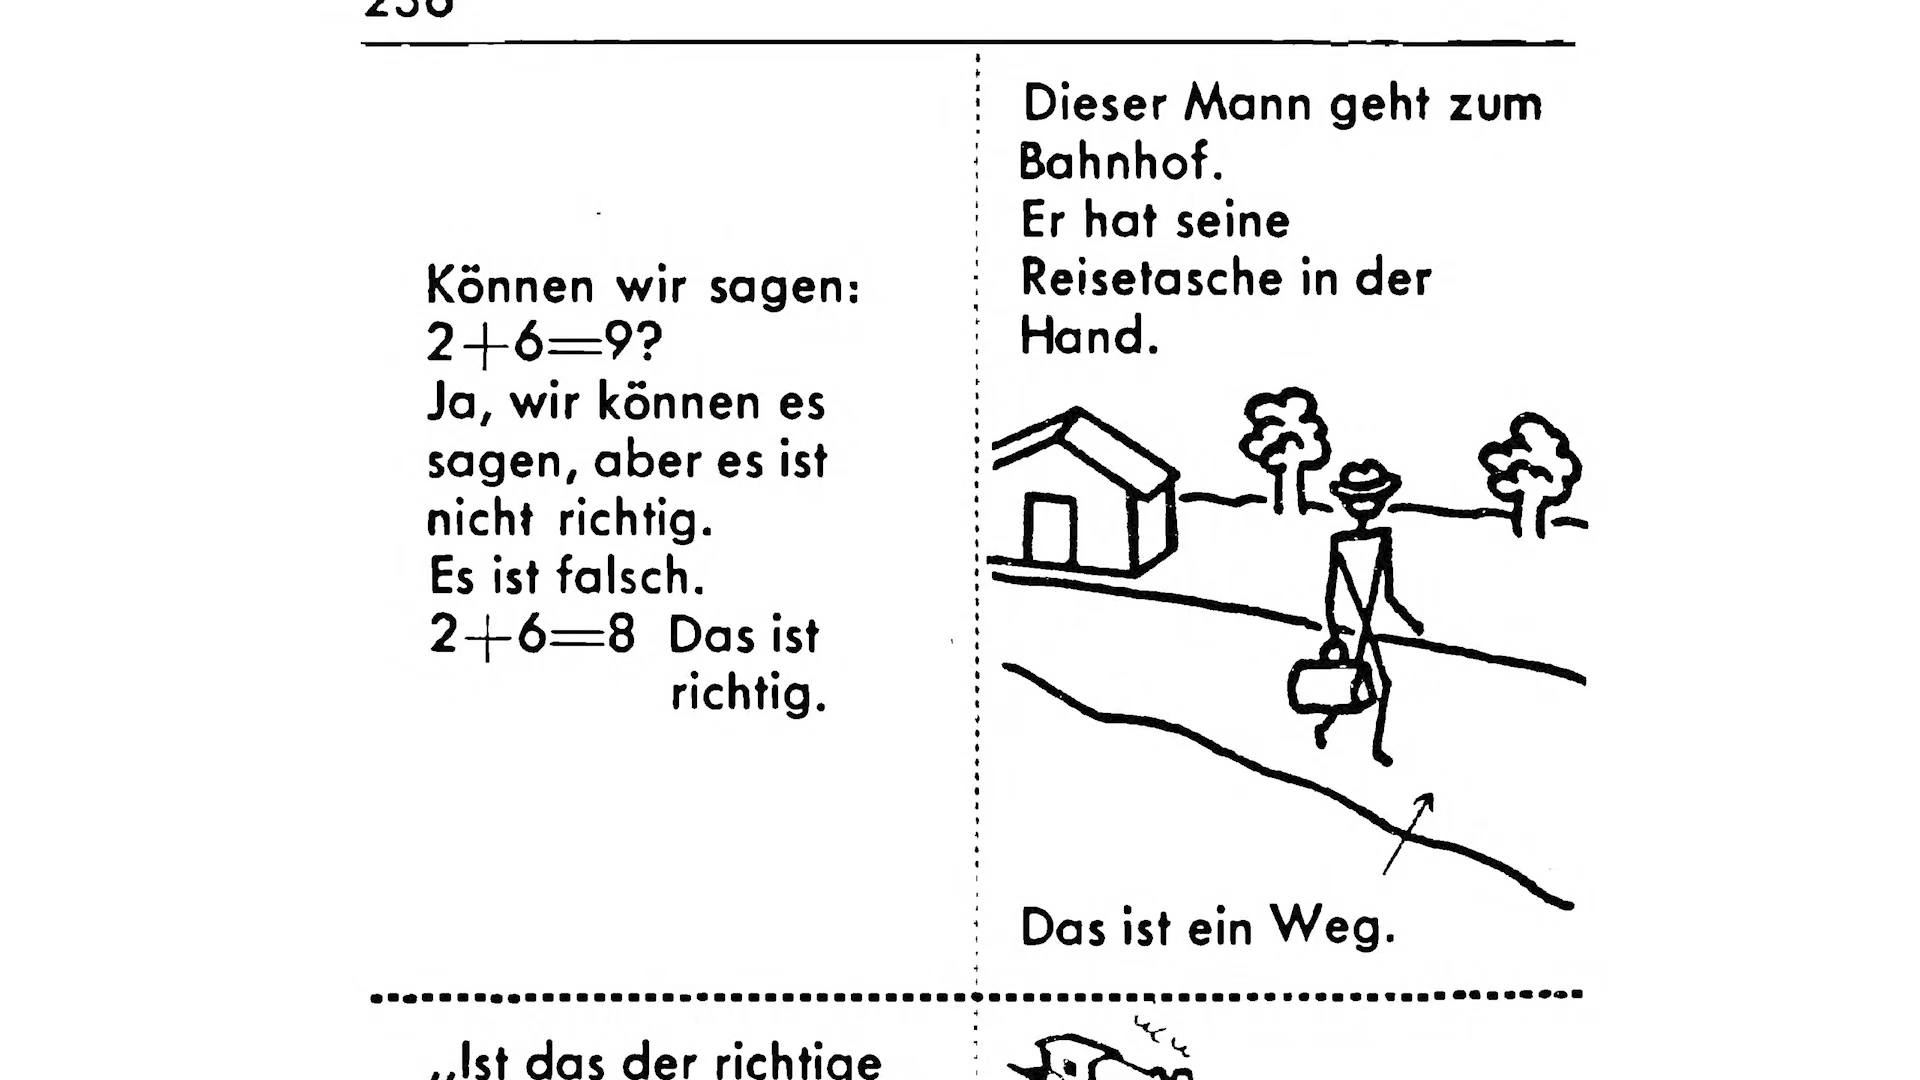 Können wir sagen:
2+6=9?
Ja, wir können es
sagen, aber es ist
nicht richtig.
Es ist falsch.
2+6=8 Das ist
richtig.
Dieser Mann geht zum
Bahnhof.
Er hat seine
Reisetasche in der
Hand.
Das ist ein Weg.
„Ist das der richtige